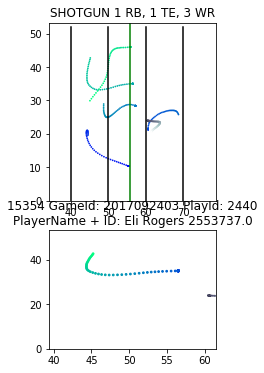 SHOTGUN 1 RB, 1 TE, 3 WR
50
40
30
20
10
0
40 50 60 70
15354 GameId: 2017092403 PlayId: 2440
PlayerName + ID: Eli Rogers 2553737.0
40
20
0
40 45 50 55 60